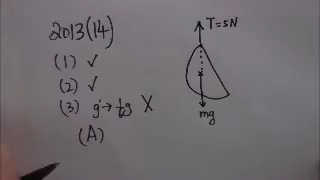 2013(14)
(1) ✓
(2) ✓
(3) g → 1/6 g X
(A)
T=5N
mg